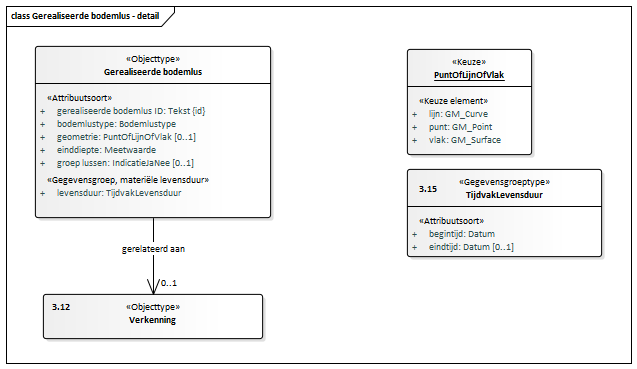 class Gerealiseerde bodemlus - detail
«Objecttype»
Gerealiseerde bodemlus
«Attribuutsoort»
+ gerealiseerde bodemlus ID: Tekst {id}
+ bodemlustype: Bodemlustype
+ geometrie: PuntOfLijnOfVlak [0..1]
+ einddiepte: Meetwaarde
+ groep lussen: IndicatieJaNee [0..1]
«Gegevensgroep, materiële levensduur»
+ levensduur: TijdvakLevensduur
gerelateerd aan
0..1
3.12 «Objecttype»
Verkenning
«Keuze»
PuntOfLijnOfVlak
«Keuze element»
+ lijn: GM_Curve
+ punt: GM_Point
+ vlak: GM_Surface
3.15 «Gegevensgroeptype»
TijdvakLevensduur
«Attribuutsoort»
+ begintijd: Datum
+ eindtijd: Datum [0..1]